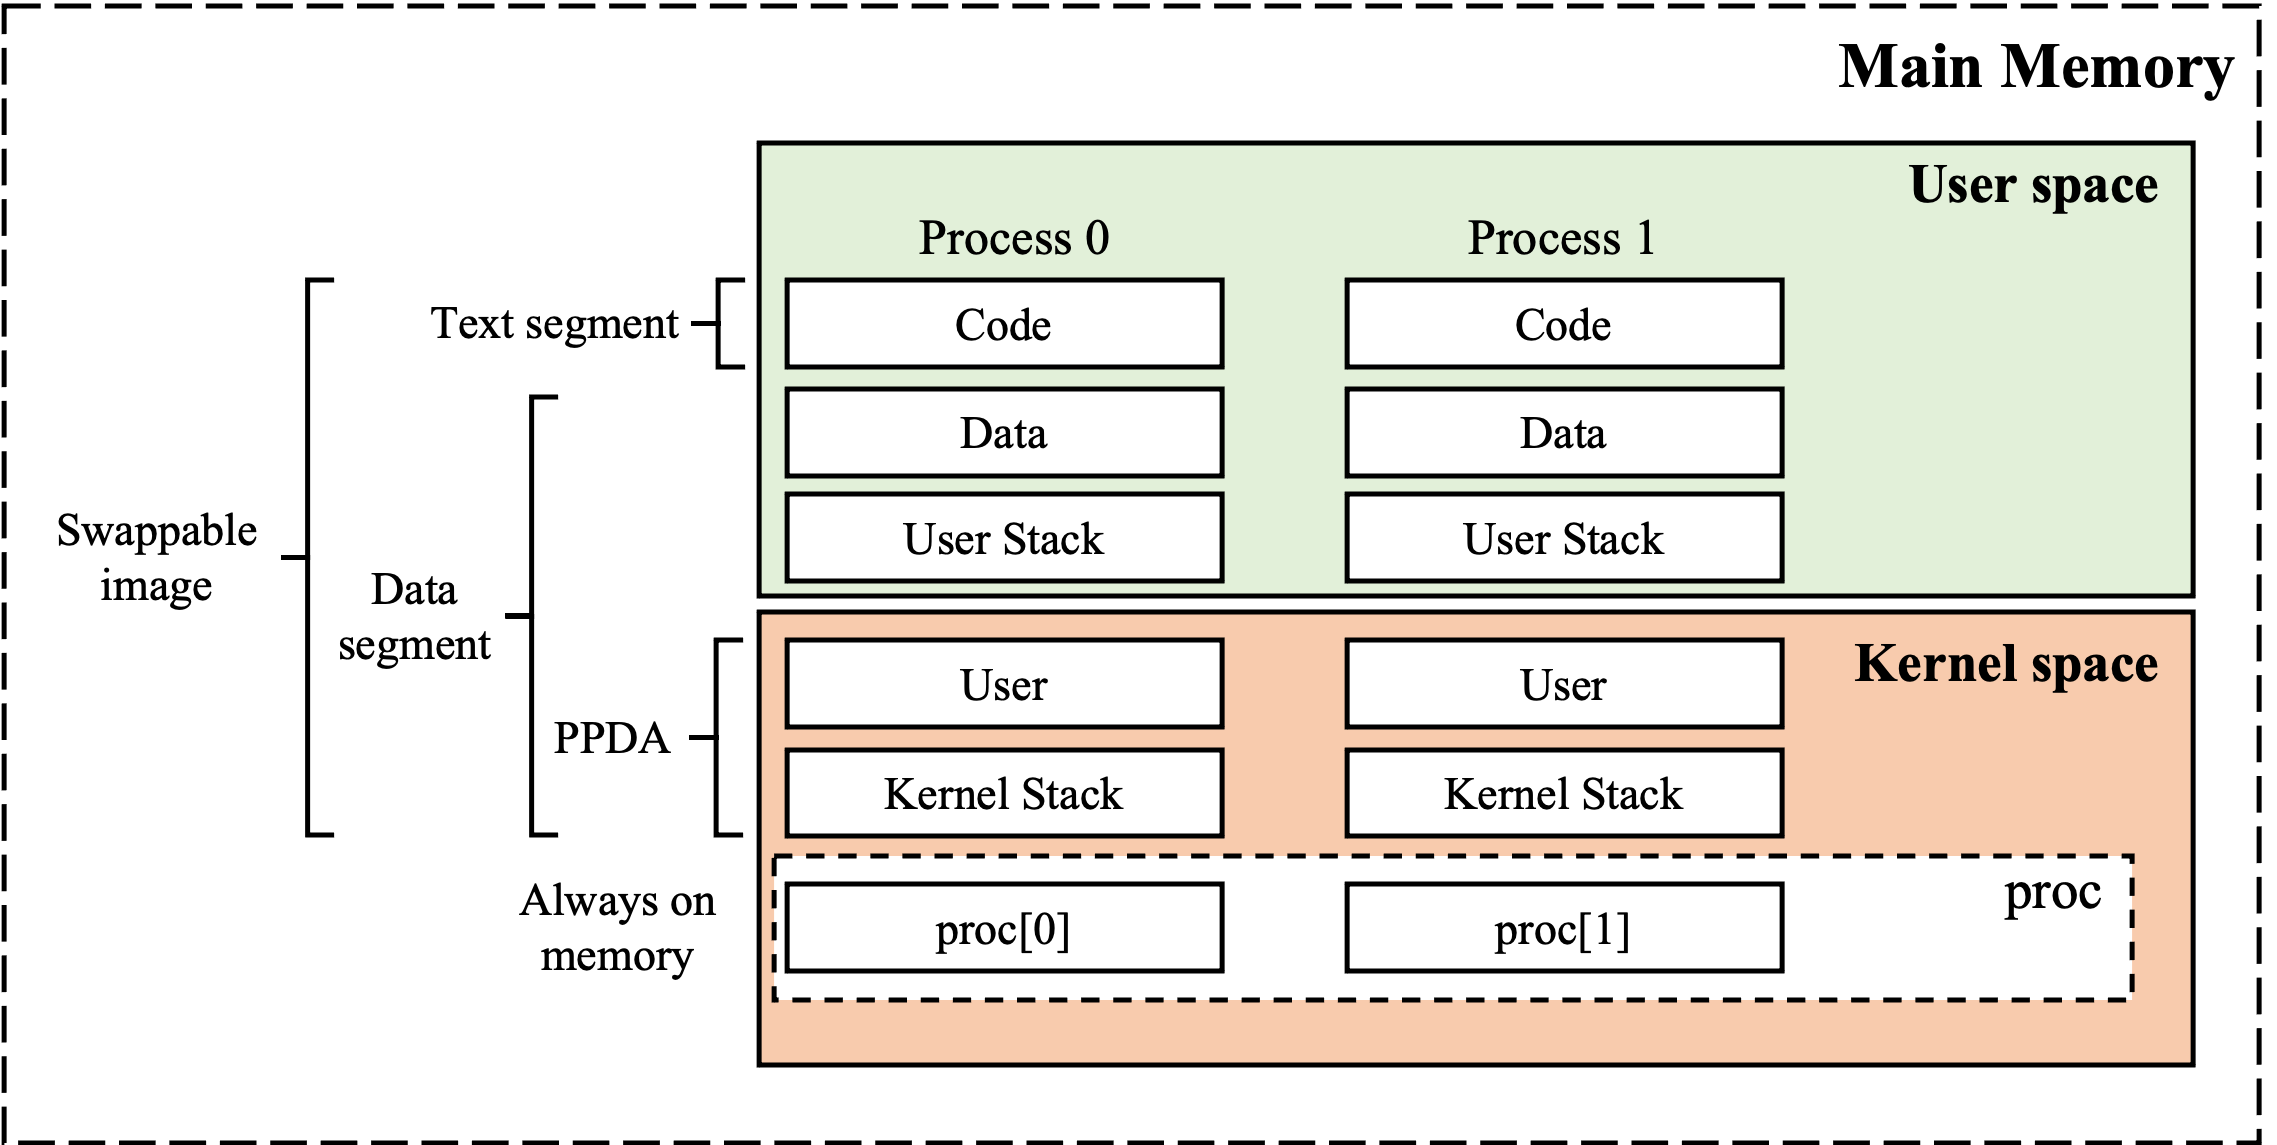 Main Memory
User space
Process 0
Process 1
Text segment
Code
Code
Data
Data
User Stack
User Stack
Swappable
image
Data
segment
Kernel space
User
User
PPDA
Kernel Stack
Kernel Stack
Always on
memory
proc[0]
proc[1]
proc